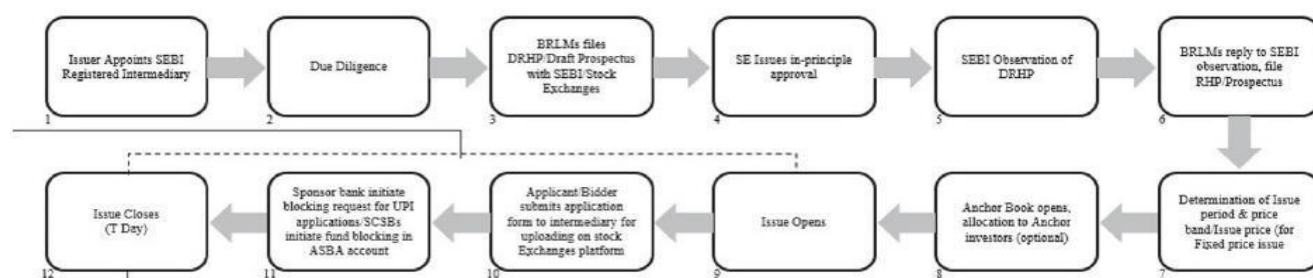 Issuer Appoints SEBI
Registered Intermediary
1
Due Diligence
2
BRLMs files
DRHP/Draft Prospectus
with SEBI/Stock
Exchanges
3
SE Issues in-principle
approval
4
SEBI Observation of
DRHP
5
BRLMs reply to SEBI
observation, file
RHP/Prospectus
6
Determination of Issue
period & price
band/Issue price (for
Fixed price issue
7
Anchor Book opens,
allocation to Anchor
investors (optional)
8
Issue Opens
9
Applicant/Bidder
submits application
form to intermediary for
uploading on stock
Exchanges platform
10
Sponsor bank initiate
blocking request for UPI
applications/SCSBs
initiate fund blocking in
ASBA account
11
Issue Closes
(T Day)
12